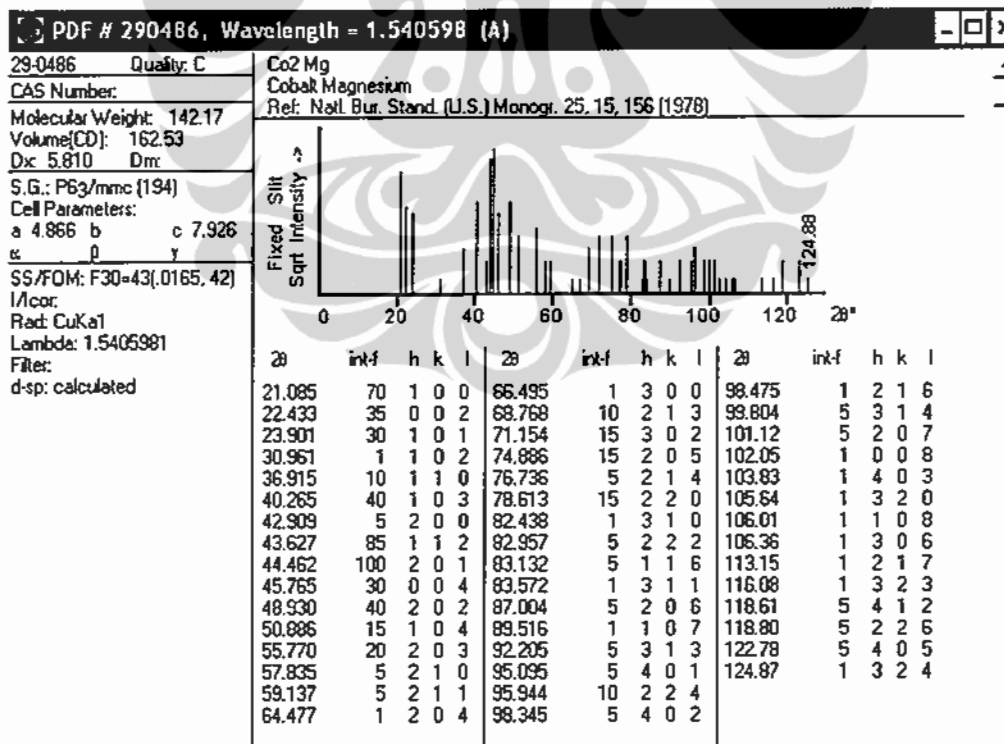 PDF # 290486, Wavelength = 1.540598 (A)
29-0486 Quality: C
CAS Number:
Molecular Weight: 142.17
Volume[CD]: 162.53
Dx: 5.810 Dm:
S.G.: P63/mmc (194)
Cell Parameters:
a 4.866 b c 7.926
α β γ
SS/FOM: F30=43(.0165, 42)
I/Icor:
Rad: CuKa1
Lambda: 1.5405981
Filter:
d-sp: calculated
Co2 Mg
Cobalt Magnesium
Ref: Natl. Bur. Stand. (U.S.) Monogr. 25, 15, 156 (1978)
Fixed Slit
Sqrt Intensity ->
124.88
0 20 40 60 80 100 120 2θ°
2θ int-f h k l 2θ int-f h k l 2θ int-f h k l
21.085 70 1 0 0 66.495 1 3 0 0 98.475 1 2 1 6
22.433 35 0 0 2 68.768 10 2 1 3 99.804 5 3 1 4
23.901 30 1 0 1 71.154 15 3 0 2 101.12 5 2 0 7
30.961 1 1 0 2 74.886 15 2 0 5 102.05 1 0 0 8
36.915 10 1 1 0 76.736 5 2 1 4 103.83 1 4 0 3
40.265 40 1 0 3 78.613 15 2 2 0 105.64 1 3 2 0
42.909 5 2 0 0 82.438 1 3 1 0 106.01 1 1 0 8
43.627 85 1 1 2 82.957 5 2 2 2 106.36 1 3 0 6
44.462 100 2 0 1 83.132 5 1 1 6 113.15 1 2 1 7
45.765 30 0 0 4 83.572 1 3 1 1 116.08 1 3 2 3
48.930 40 2 0 2 87.004 5 2 0 6 118.61 5 4 1 2
50.886 15 1 0 4 89.516 1 1 0 7 118.80 5 2 2 6
55.770 20 2 0 3 92.205 5 3 1 3 122.78 5 4 0 5
57.835 5 2 1 0 95.095 5 4 0 1 124.87 1 3 2 4
59.137 5 2 1 1 95.944 10 2 2 4
64.477 1 2 0 4 98.345 5 4 0 2